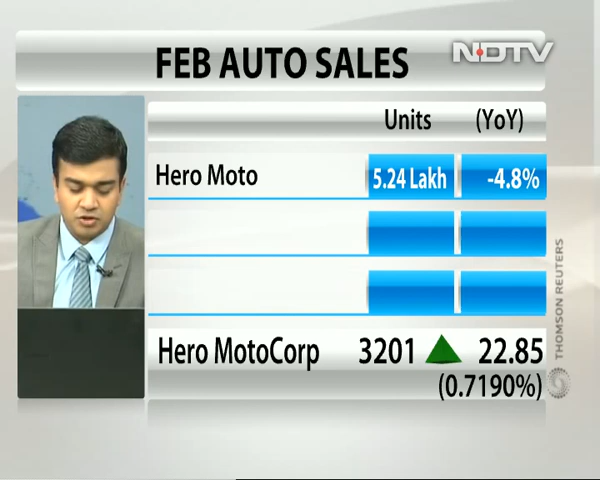 NDTV
FEB AUTO SALES
Units (YoY)
Hero Moto 5.24 Lakh -4.8%
Hero MotoCorp 3201 22.85
(0.7190%)
THOMSON REUTERS